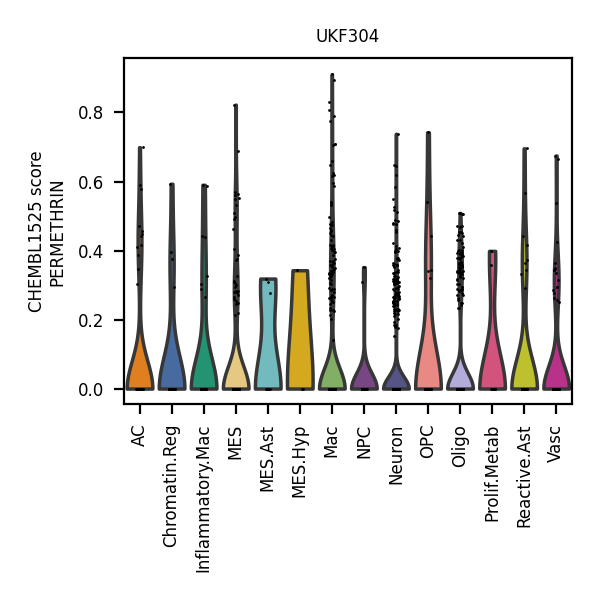 UKF304
CHEMBL1525 score
PERMETHRIN
0.8
0.6
0.4
0.2
0.0
AC
Chromatin.Reg
Inflammatory.Mac
MES
MES.Ast
MES.Hyp
Mac
NPC
Neuron
OPC
Oligo
Prolif.Metab
Reactive.Ast
Vasc